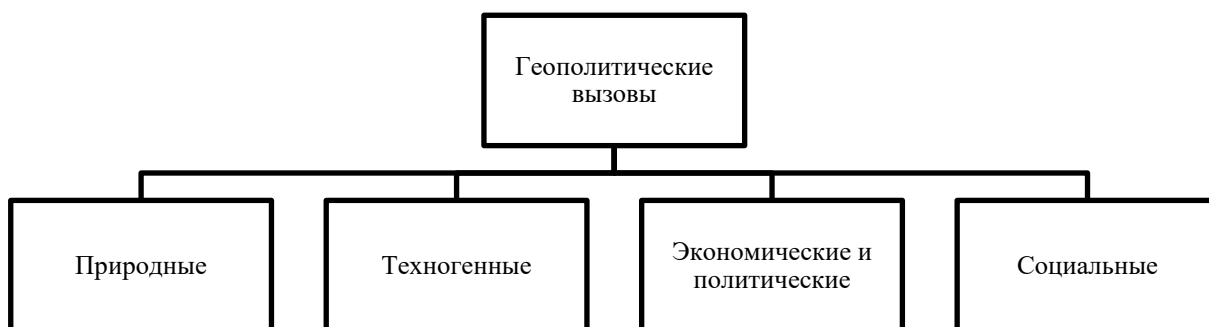 Геополитические
вызовы
Природные
Техногенные
Экономические и
политические
Социальные